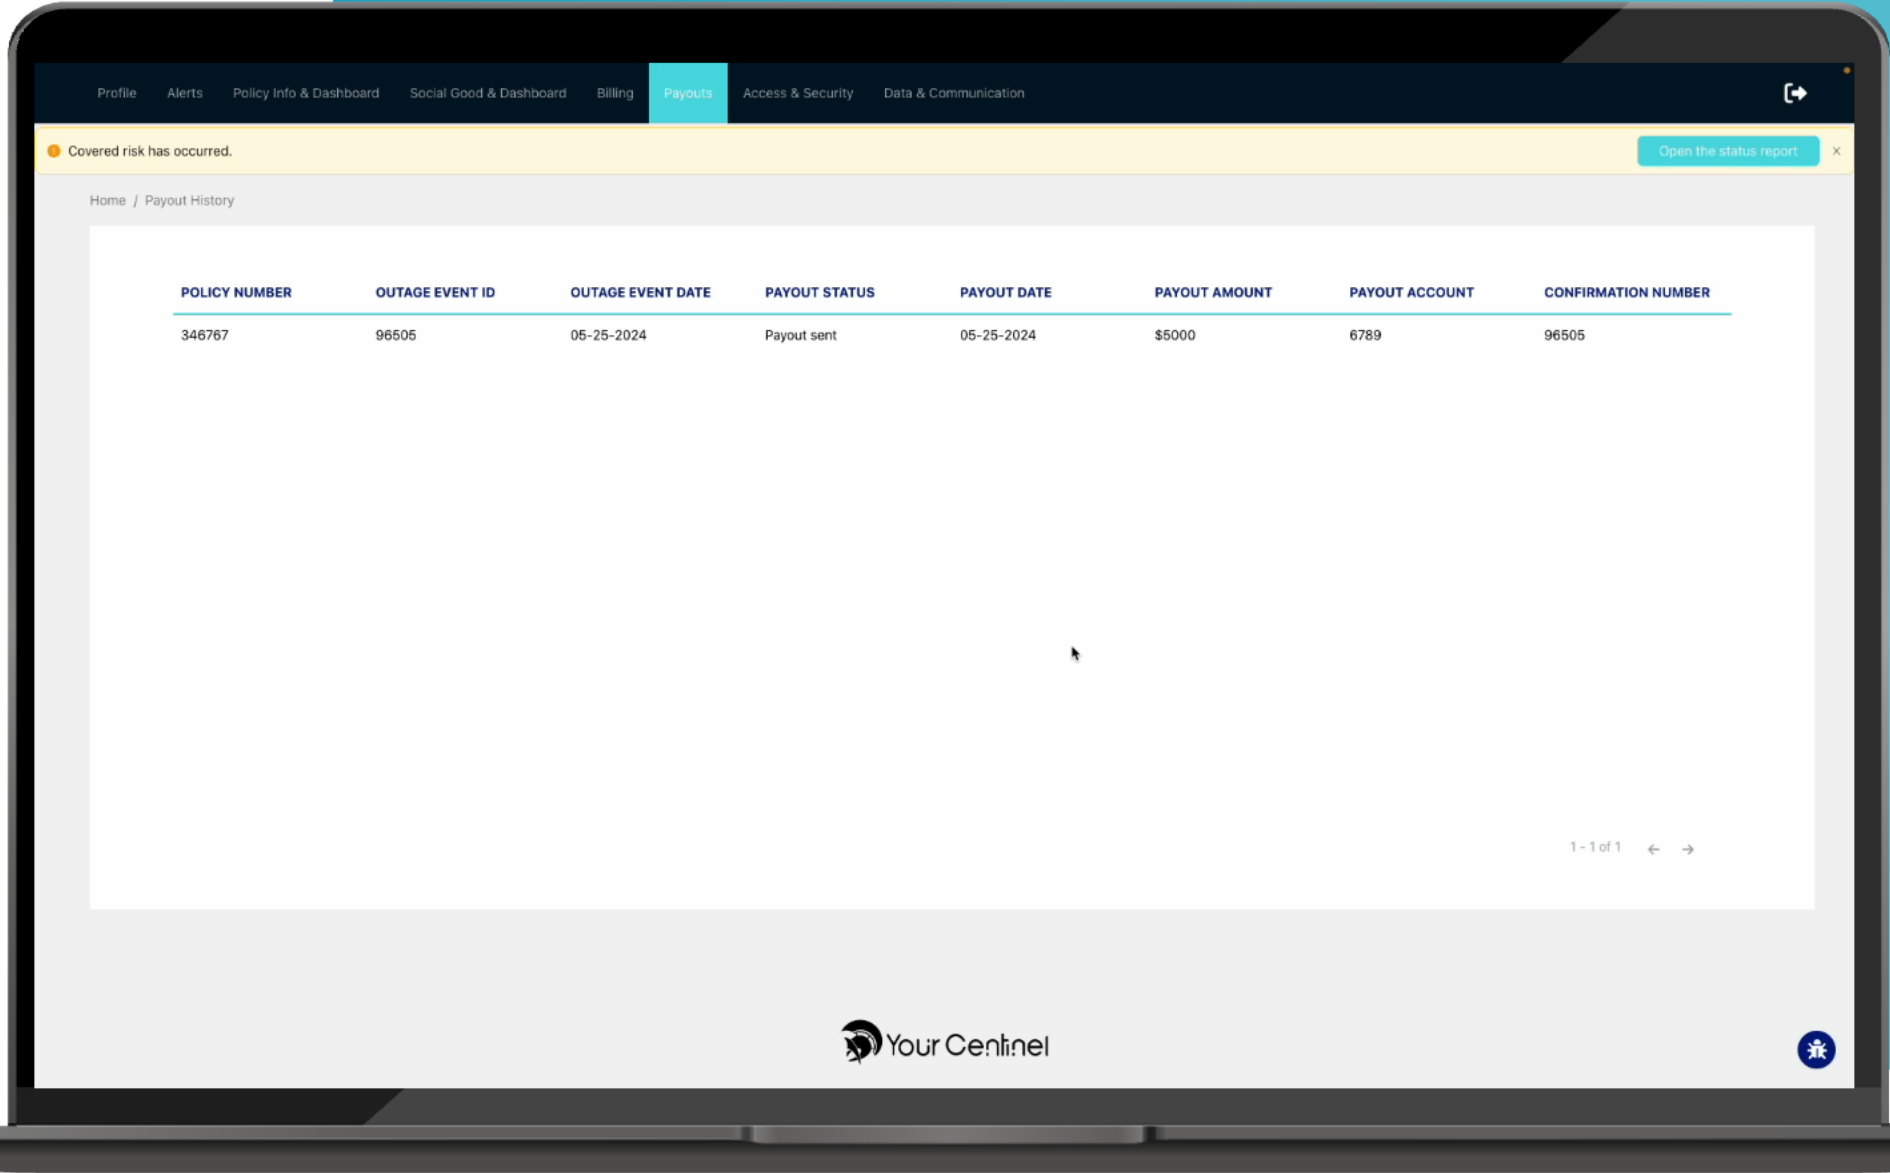 Profile Alerts Policy Info & Dashboard Social Good & Dashboard Billing Payouts Access & Security Data & Communication
Covered risk has occurred. Open the status report ×
Home / Payout History
POLICY NUMBER OUTAGE EVENT ID OUTAGE EVENT DATE PAYOUT STATUS PAYOUT DATE PAYOUT AMOUNT PAYOUT ACCOUNT CONFIRMATION NUMBER
346767 96505 05-25-2024 Payout sent 05-25-2024 $5000 6789 96505
1 - 1 of 1 ← →
Your Centinel